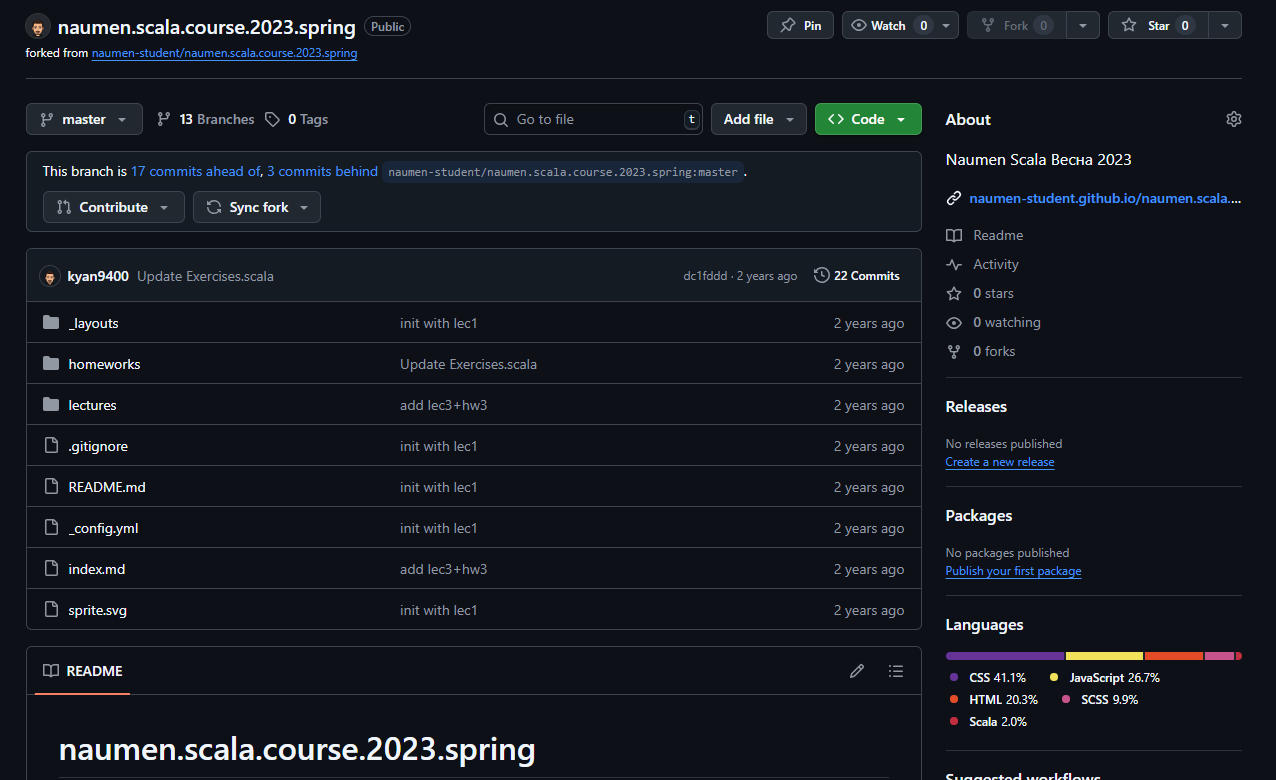 naumen.scala.course.2023.spring Public Pin Watch 0 Fork 0 Star 0
forked from naumen-student/naumen.scala.course.2023.spring
master 13 Branches 0 Tags Go to file t Add file Code
This branch is 17 commits ahead of, 3 commits behind naumen-student/naumen.scala.course.2023.spring:master .
Contribute Sync fork
kyan9400 Update Exercises.scala dc1fddd · 2 years ago 22 Commits
_layouts init with lec1 2 years ago
homeworks Update Exercises.scala 2 years ago
lectures add lec3+hw3 2 years ago
.gitignore init with lec1 2 years ago
README.md init with lec1 2 years ago
_config.yml init with lec1 2 years ago
index.md add lec3+hw3 2 years ago
sprite.svg init with lec1 2 years ago
README
naumen.scala.course.2023.spring
About
Naumen Scala Весна 2023
naumen-student.github.io/naumen.scala....
Readme
Activity
0 stars
0 watching
0 forks
Releases
No releases published
Create a new release
Packages
No packages published
Publish your first package
Languages
CSS 41.1% JavaScript 26.7%
HTML 20.3% SCSS 9.9%
Scala 2.0%
Suggested workflows